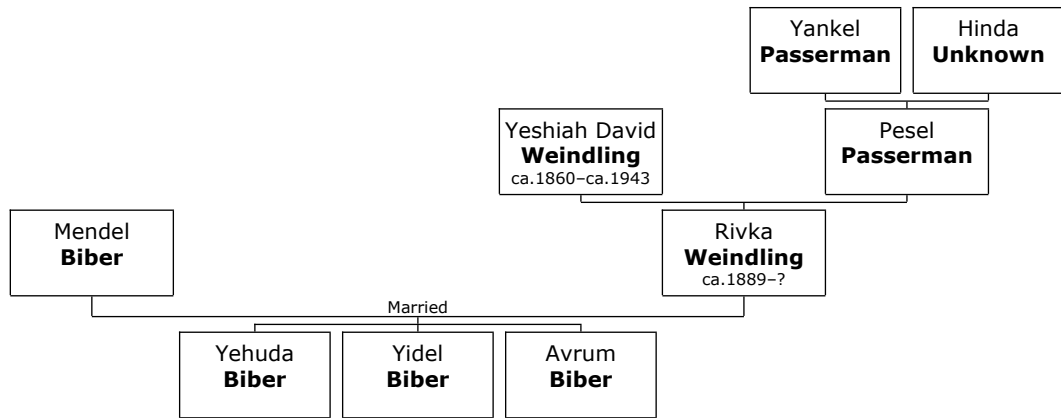 Yankel
Passerman
Hinda
Unknown
Yeshiah David
Weindling
ca.1860–ca.1943
Pesel
Passerman
Mendel
Biber
Rivka
Weindling
ca.1889–?
Married
Yehuda
Biber
Yidel
Biber
Avrum
Biber